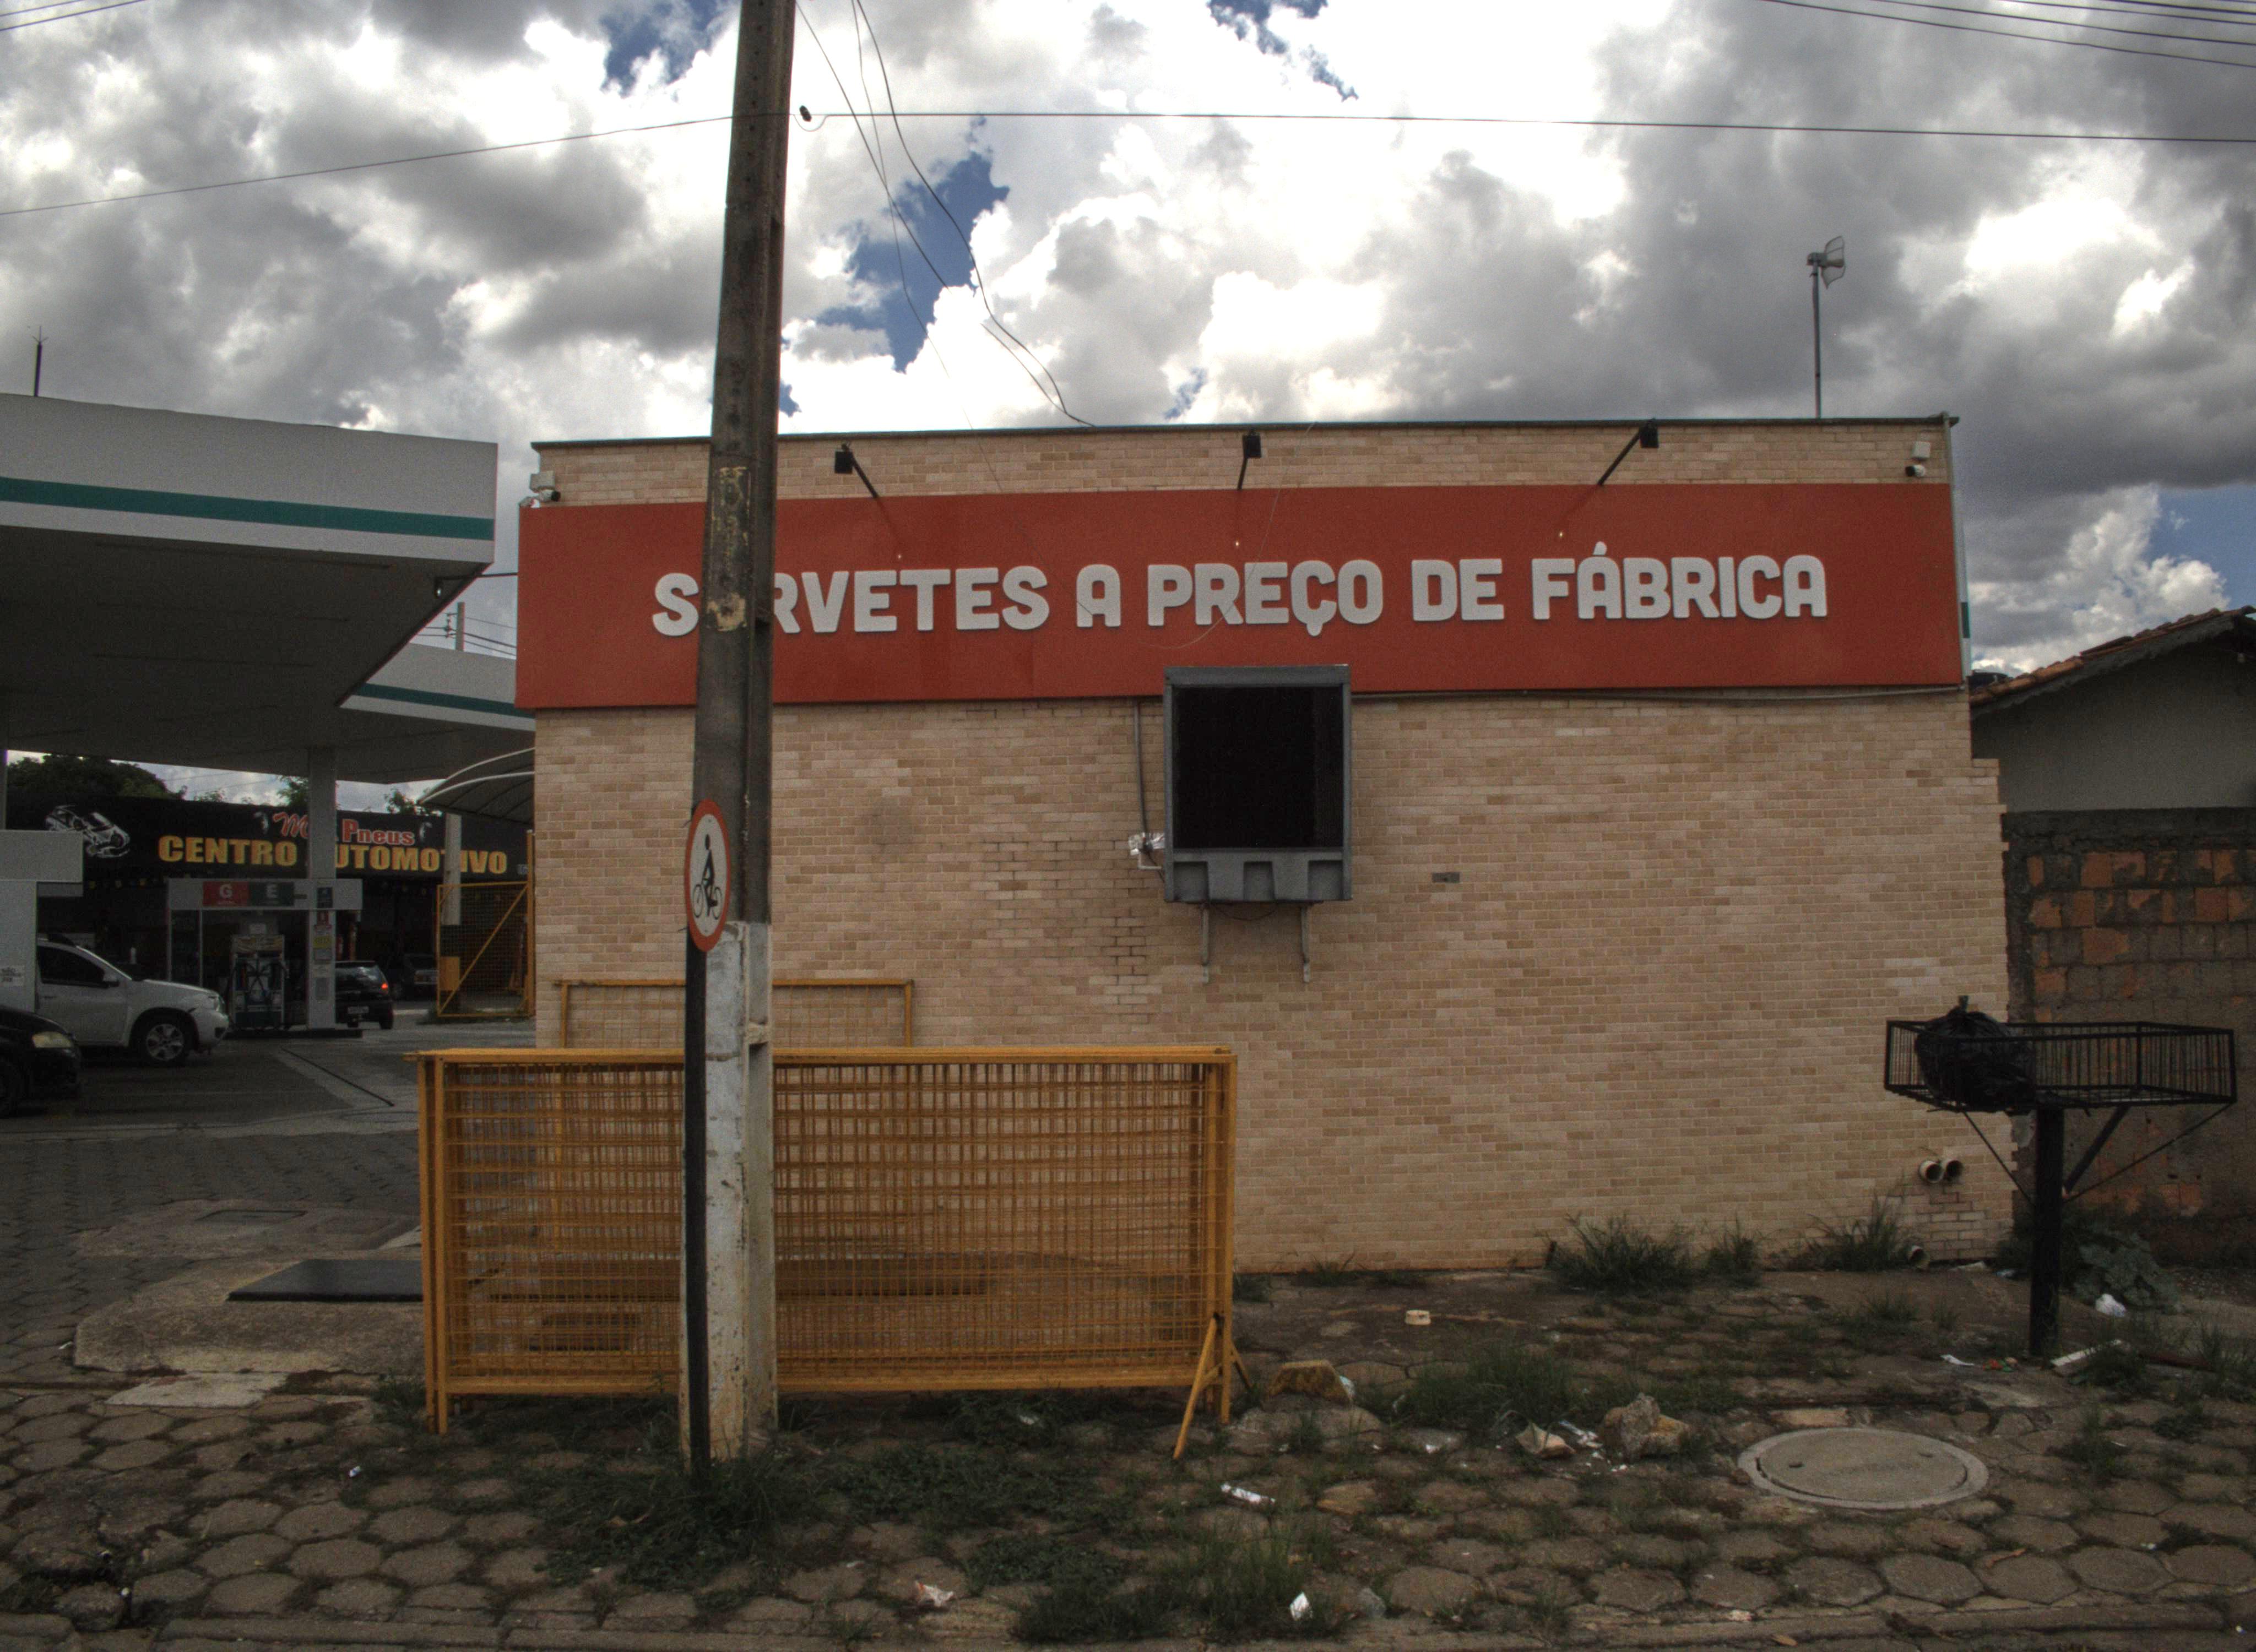 SORVETES A PREÇO DE FÁBRICA
Pneus
CENTRO AUTOMOTIVO
G E